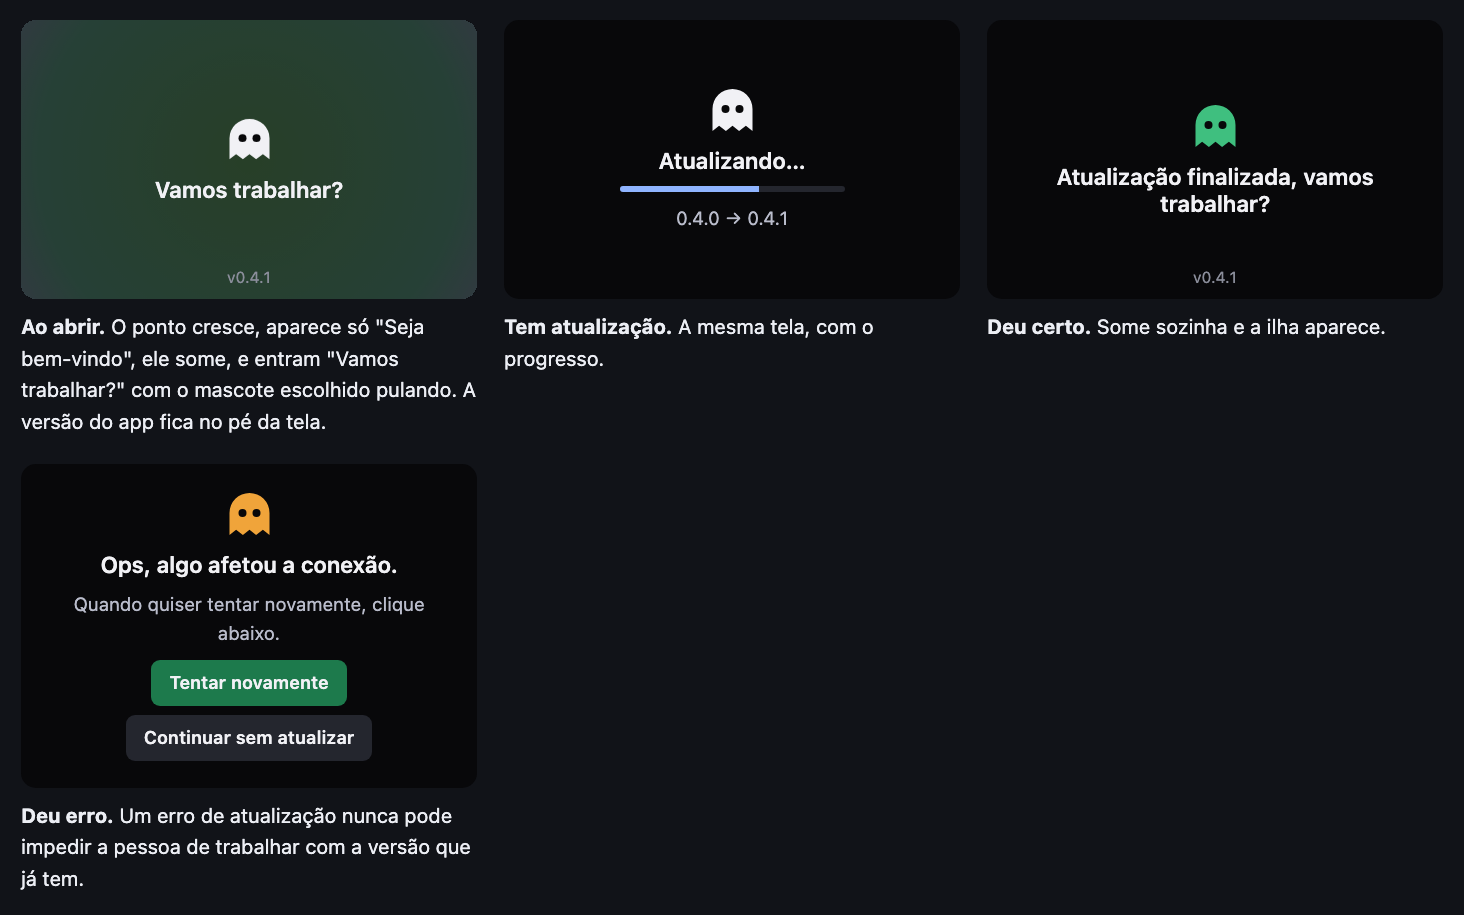 Vamos trabalhar?
v0.4.1
Ao abrir. O ponto cresce, aparece só "Seja
bem-vindo", ele some, e entram "Vamos
trabalhar?" com o mascote escolhido pulando. A
versão do app fica no pé da tela.
Atualizando...
0.4.0 → 0.4.1
Tem atualização. A mesma tela, com o
progresso.
Atualização finalizada, vamos
trabalhar?
v0.4.1
Deu certo. Some sozinha e a ilha aparece.
Ops, algo afetou a conexão.
Quando quiser tentar novamente, clique
abaixo.
Tentar novamente
Continuar sem atualizar
Deu erro. Um erro de atualização nunca pode
impedir a pessoa de trabalhar com a versão que
já tem.